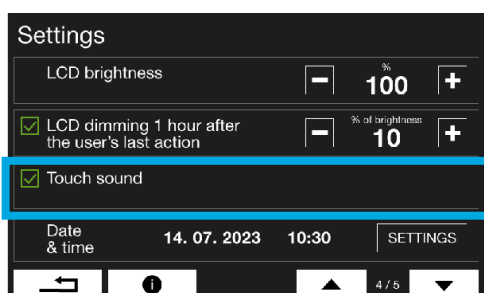 Settings
LCD brightness
%
− 100 +
LCD dimming 1 hour after
the user's last action
% of brightness
− 10 +
Touch sound
Date
& time
14. 07. 2023 10:30 SETTINGS
i 4/5